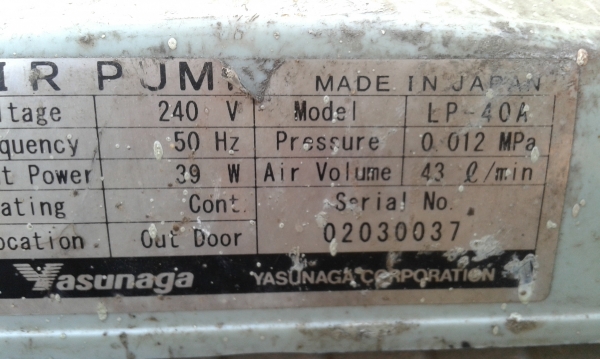 IR PUM MADE IN JAPAN
ltage 240 V Model LP-40A
quency 50 Hz Pressure 0.012 MPa
t Power 39 W Air Volume 43 ℓ/min
ating Cont. Serial No.
ocation Out Door 02030037
Yasunaga YASUNAGA CORPORATION